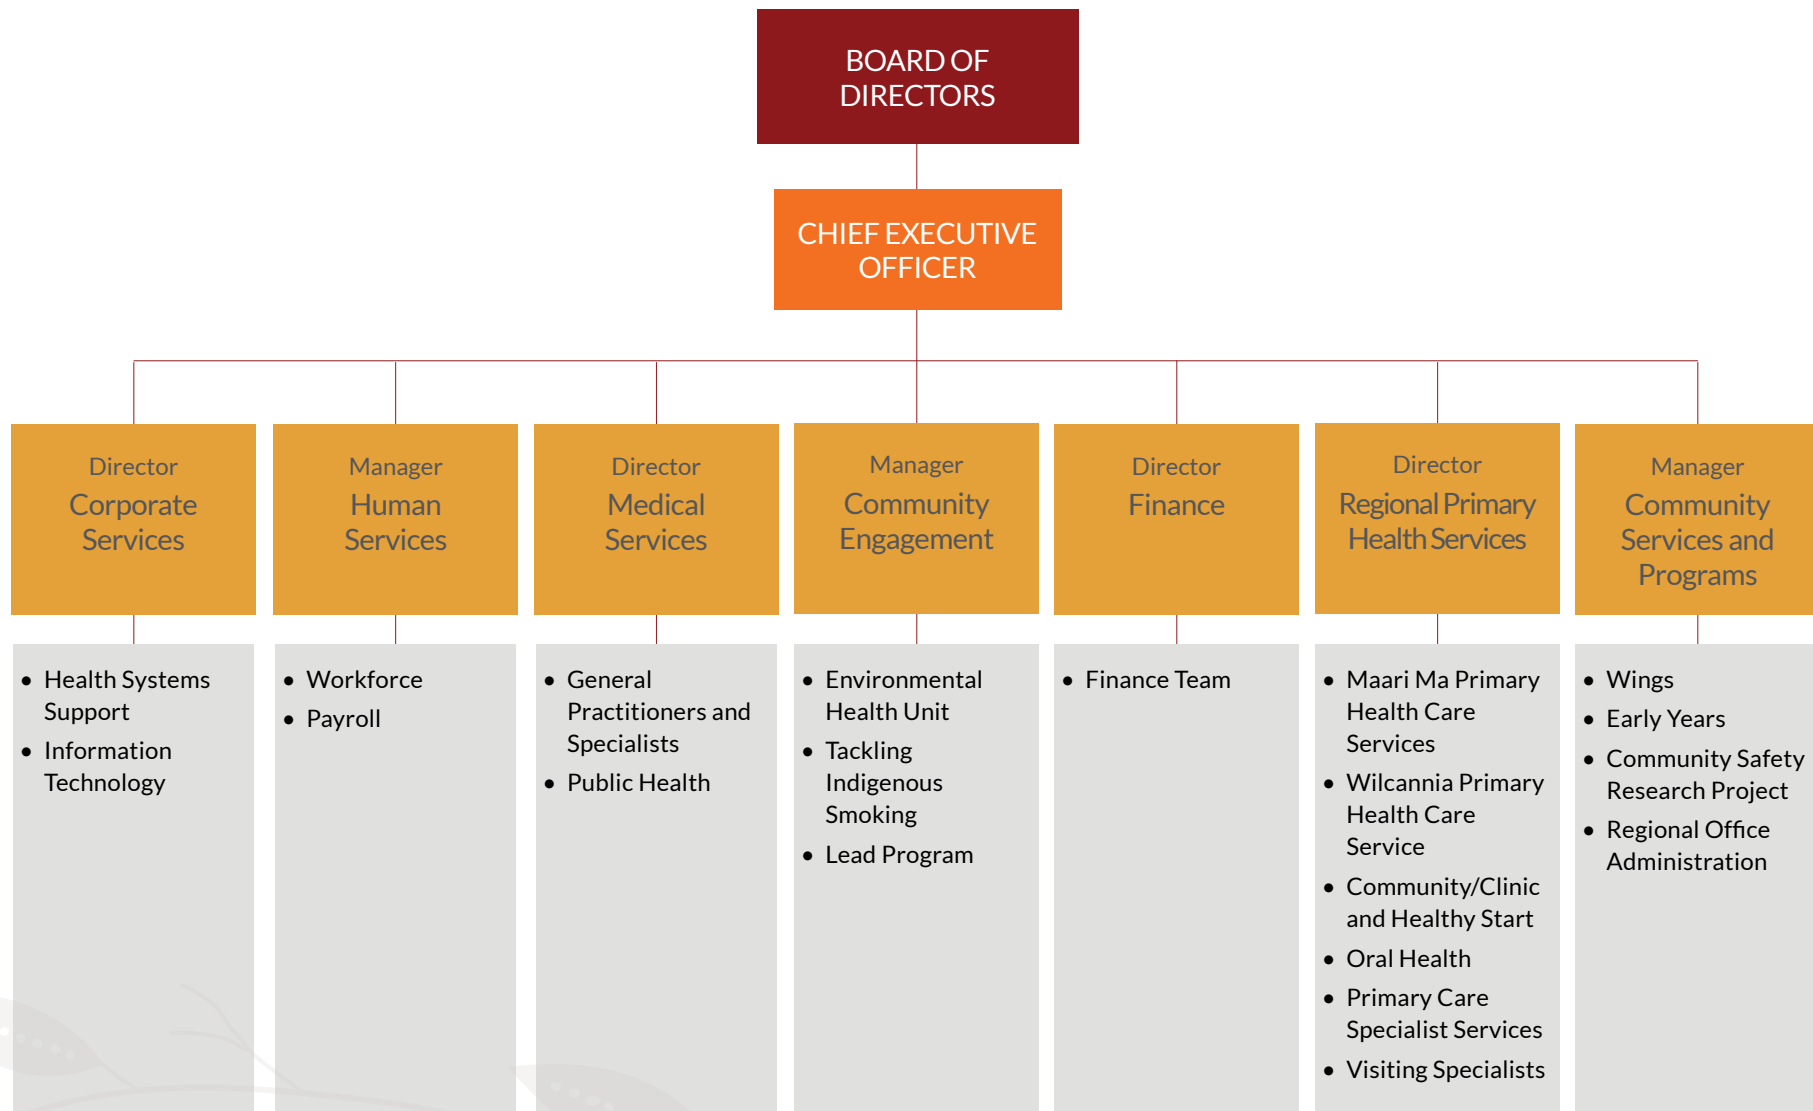 BOARD OF
DIRECTORS
CHIEF EXECUTIVE
OFFICER
Director
Corporate
Services
Manager
Human
Services
Director
Medical
Services
Manager
Community
Engagement
Director
Finance
Director
Regional Primary
Health Services
Manager
Community
Services and
Programs
• Health Systems
Support
• Information
Technology
• Workforce
• Payroll
• General
Practitioners and
Specialists
• Public Health
• Environmental
Health Unit
• Tackling
Indigenous
Smoking
• Lead Program
• Finance Team
• Maari Ma Primary
Health Care
Services
• Wilcannia Primary
Health Care
Service
• Community/Clinic
and Healthy Start
• Oral Health
• Primary Care
Specialist Services
• Visiting Specialists
• Wings
• Early Years
• Community Safety
Research Project
• Regional Office
Administration